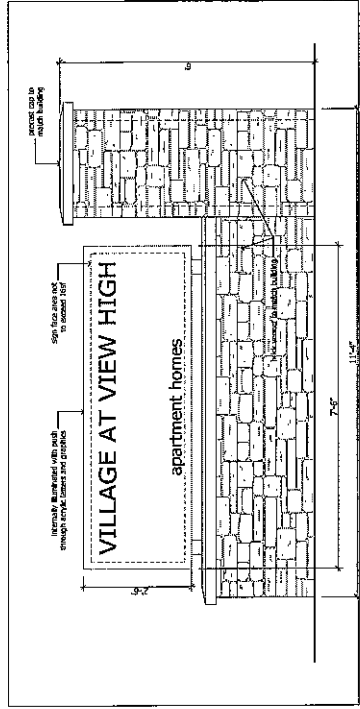 precast cap to
match building
sign face area not
to exceed 16sf
internally illuminated with push
through acrylic letters and graphics
VILLAGE AT VIEW HIGH
apartment homes
2'-6"
6'
to match building
7'-6"
11'-4"